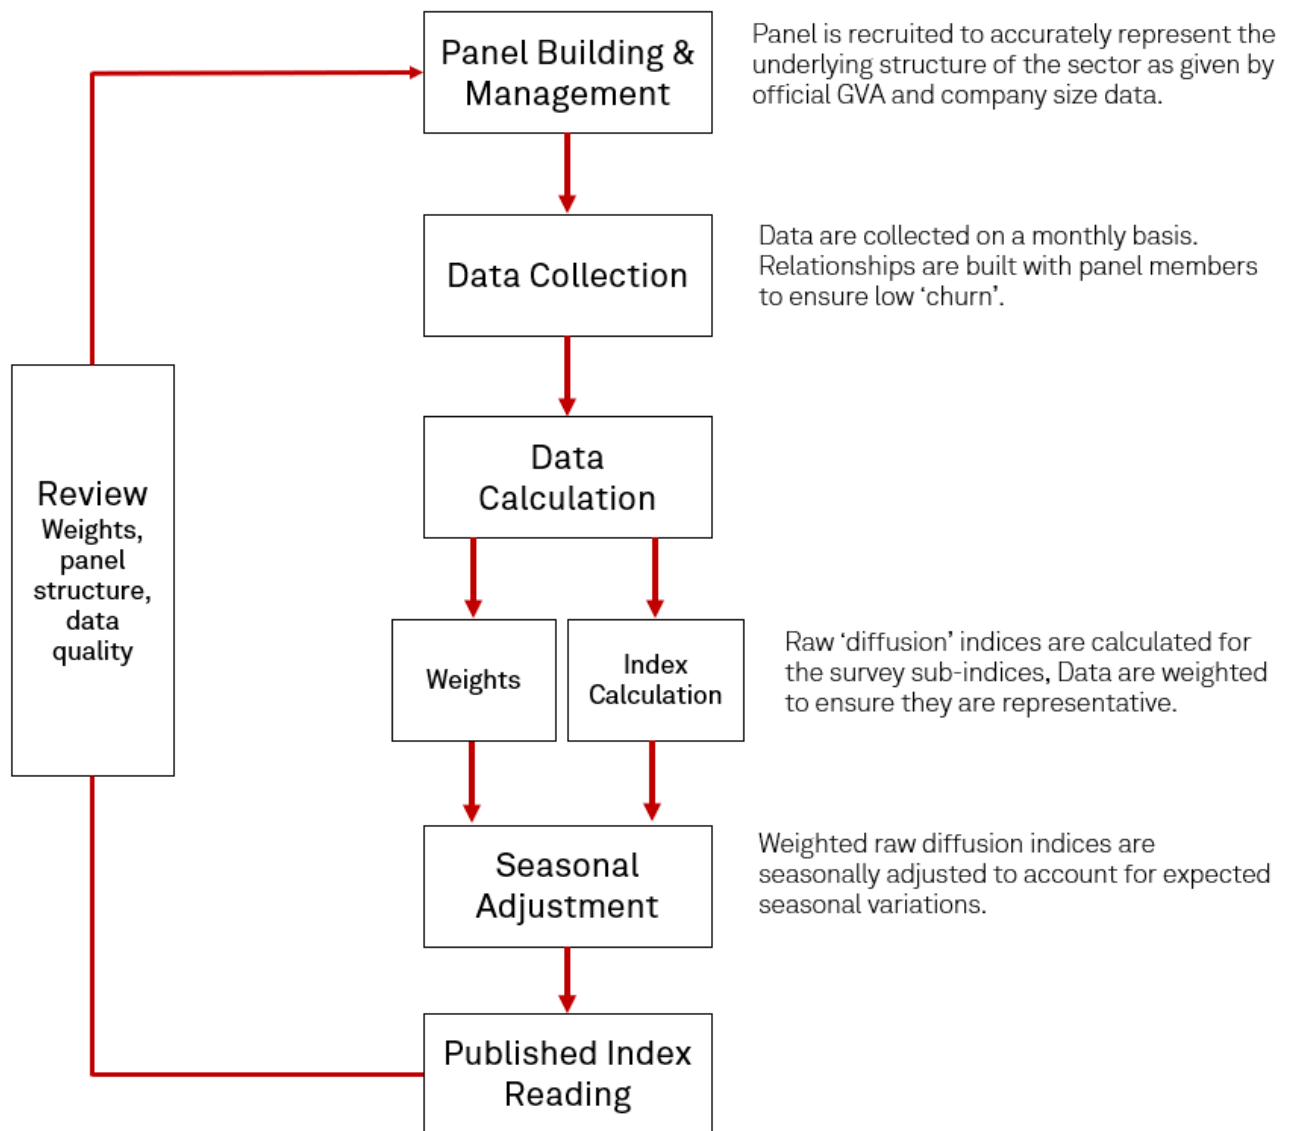 Panel Building &
Management
Panel is recruited to accurately represent the
underlying structure of the sector as given by
official GVA and company size data.
Data Collection
Data are collected on a monthly basis.
Relationships are built with panel members
to ensure low ‘churn’.
Data
Calculation
Review
Weights,
panel
structure,
data
quality
Weights
Index
Calculation
Raw ‘diffusion’ indices are calculated for
the survey sub-indices, Data are weighted
to ensure they are representative.
Seasonal
Adjustment
Weighted raw diffusion indices are
seasonally adjusted to account for expected
seasonal variations.
Published Index
Reading